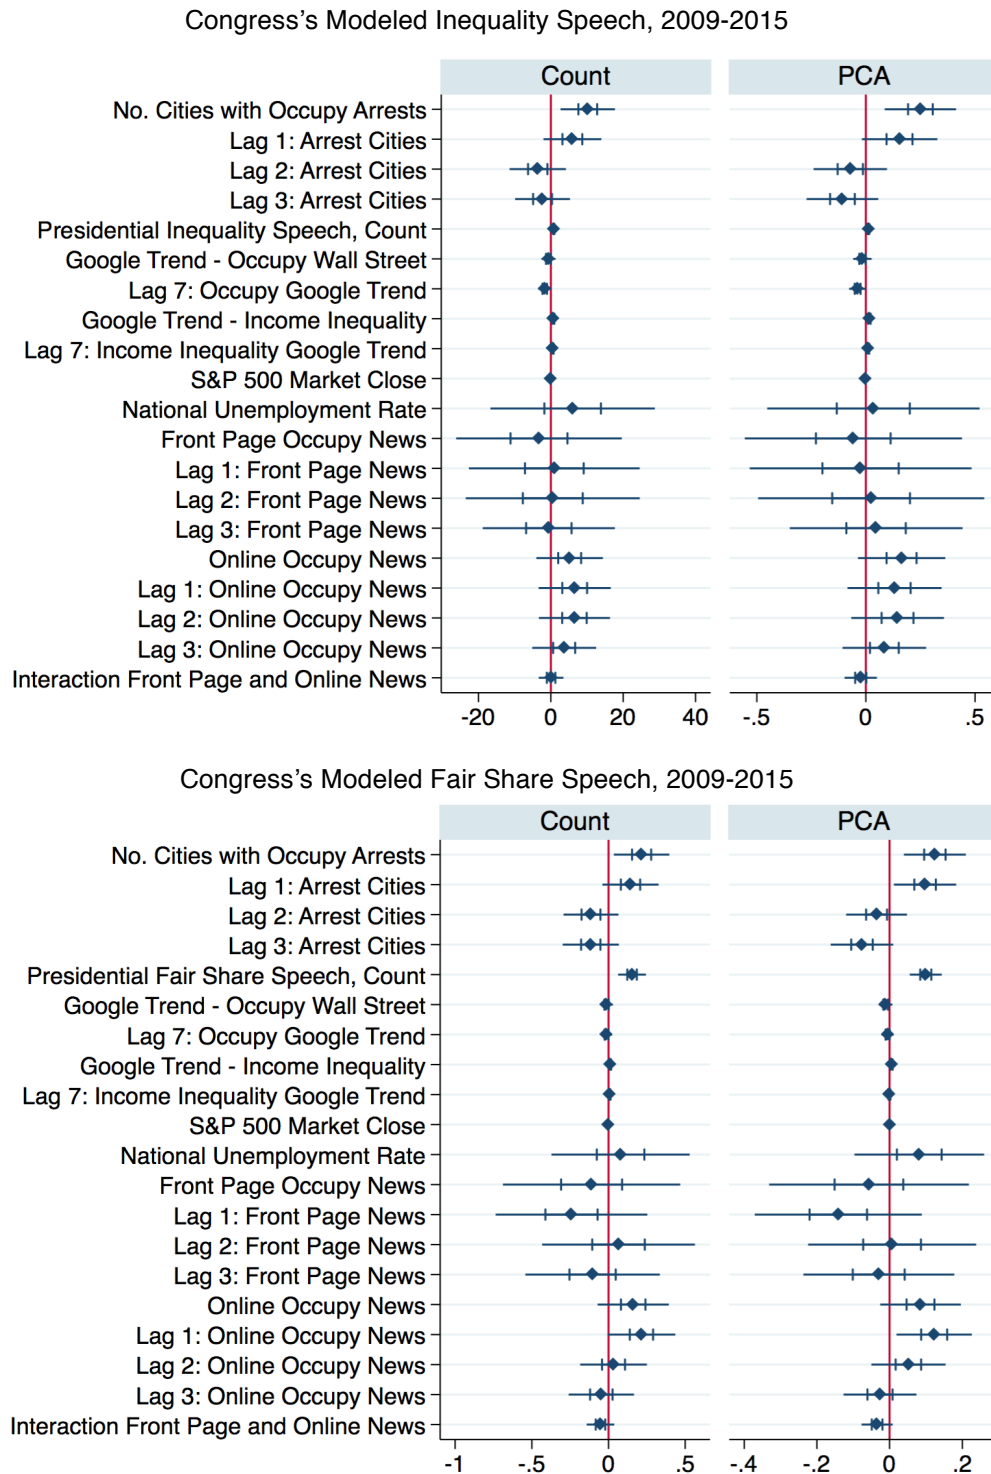 Congress’s Modeled Inequality Speech, 2009-2015
Count PCA
No. Cities with Occupy Arrests
Lag 1: Arrest Cities
Lag 2: Arrest Cities
Lag 3: Arrest Cities
Presidential Inequality Speech, Count
Google Trend - Occupy Wall Street
Lag 7: Occupy Google Trend
Google Trend - Income Inequality
Lag 7: Income Inequality Google Trend
S&P 500 Market Close
National Unemployment Rate
Front Page Occupy News
Lag 1: Front Page News
Lag 2: Front Page News
Lag 3: Front Page News
Online Occupy News
Lag 1: Online Occupy News
Lag 2: Online Occupy News
Lag 3: Online Occupy News
Interaction Front Page and Online News
-20 0 20 40 -.5 0 .5
Congress’s Modeled Fair Share Speech, 2009-2015
Count PCA
No. Cities with Occupy Arrests
Lag 1: Arrest Cities
Lag 2: Arrest Cities
Lag 3: Arrest Cities
Presidential Fair Share Speech, Count
Google Trend - Occupy Wall Street
Lag 7: Occupy Google Trend
Google Trend - Income Inequality
Lag 7: Income Inequality Google Trend
S&P 500 Market Close
National Unemployment Rate
Front Page Occupy News
Lag 1: Front Page News
Lag 2: Front Page News
Lag 3: Front Page News
Online Occupy News
Lag 1: Online Occupy News
Lag 2: Online Occupy News
Lag 3: Online Occupy News
Interaction Front Page and Online News
-1 -.5 0 .5 -.4 -.2 0 .2